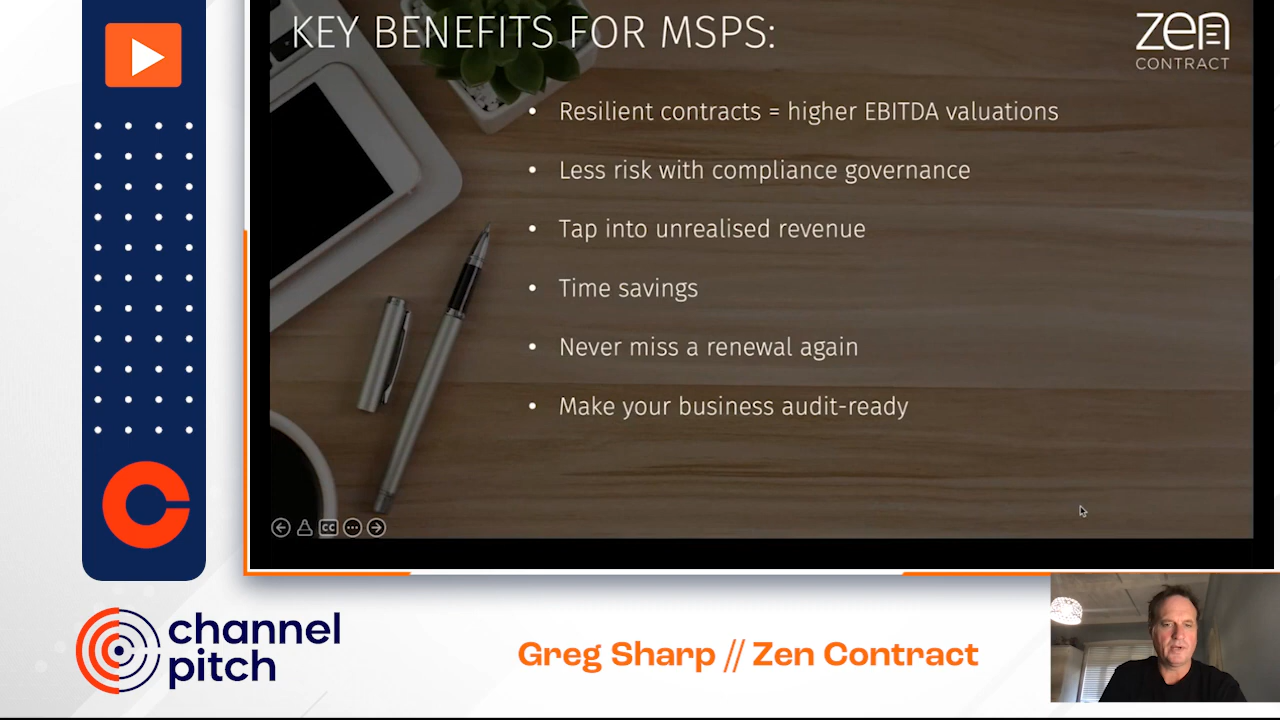 KEY BENEFITS FOR MSPS:
zen
CONTRACT
• Resilient contracts = higher EBITDA valuations
• Less risk with compliance governance
• Tap into unrealised revenue
• Time savings
• Never miss a renewal again
• Make your business audit-ready
CC
channel
pitch
Greg Sharp // Zen Contract